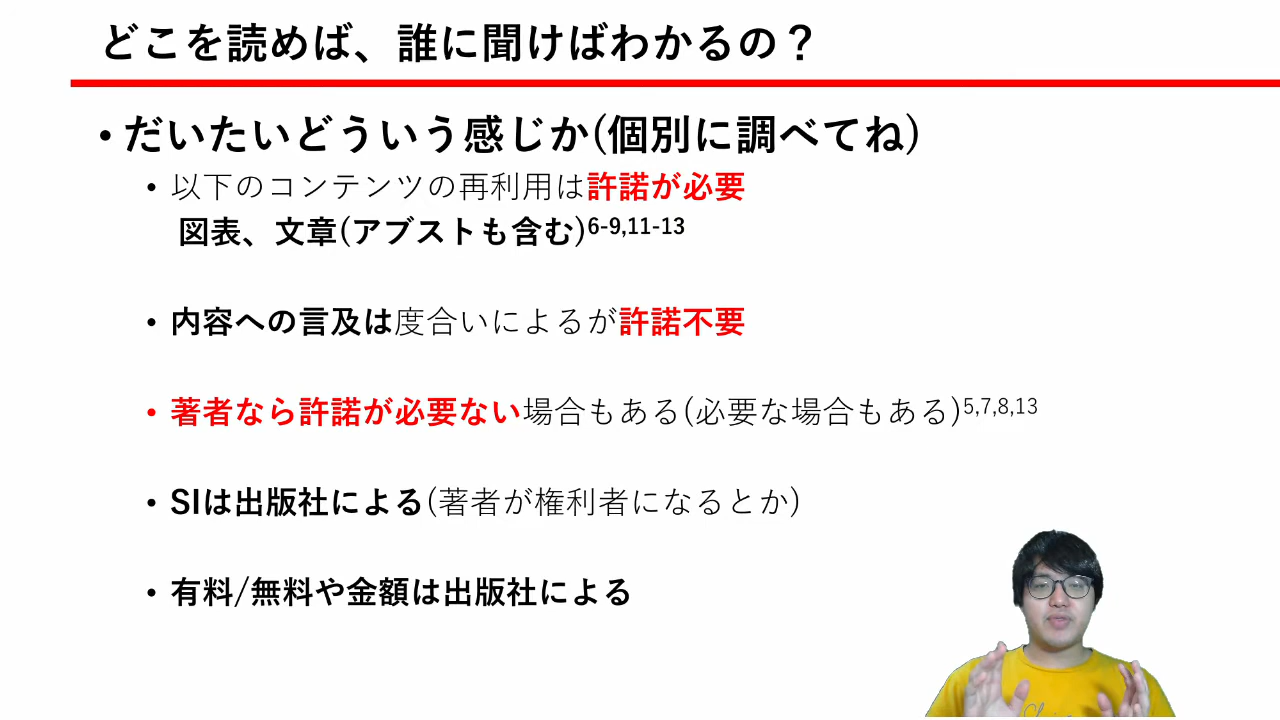 どこを読めば、誰に聞けばわかるの？
• だいたいどういう感じか(個別に調べてね)
• 以下のコンテンツの再利用は許諾が必要
図表、文章(アブストも含む)6-9,11-13
• 内容への言及は度合いによるが許諾不要
• 著者なら許諾が必要ない場合もある(必要な場合もある)5,7,8,13
• SIは出版社による(著者が権利者になるとか)
• 有料/無料や金額は出版社による